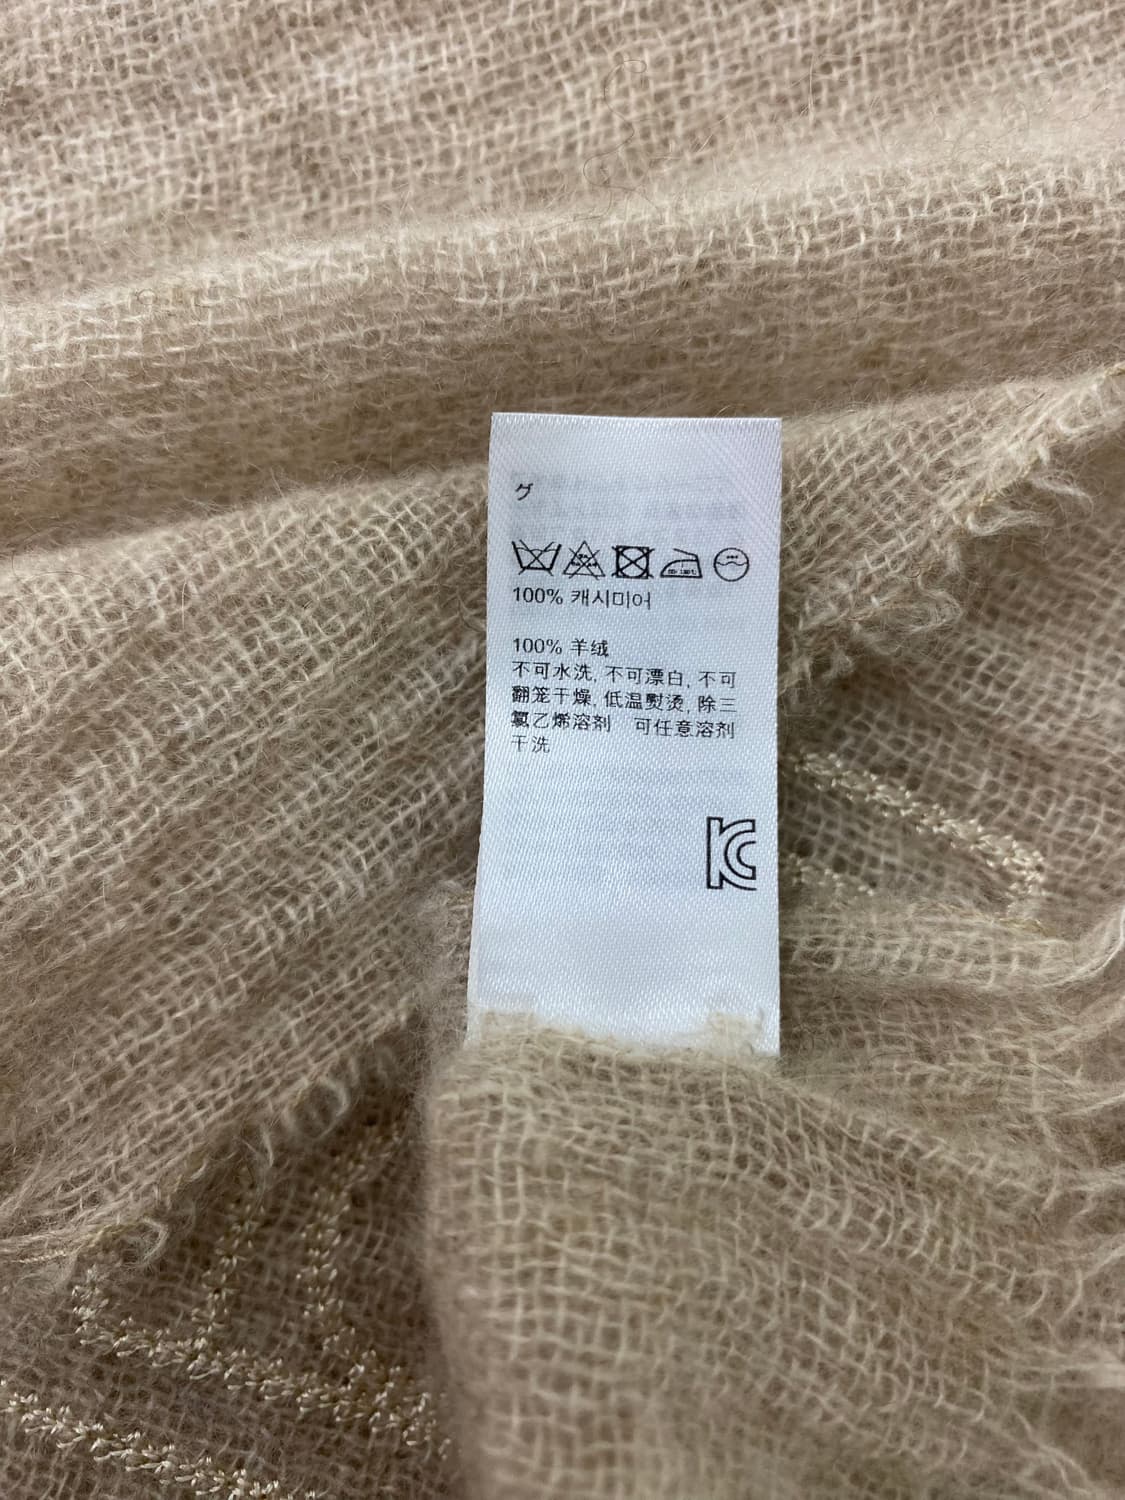 グ
100% 캐시미어
100% 羊绒
不可水洗, 不可漂白, 不可
翻笼干燥, 低温熨烫, 除三
氯乙烯溶剂　可任意溶剂
干洗
KC